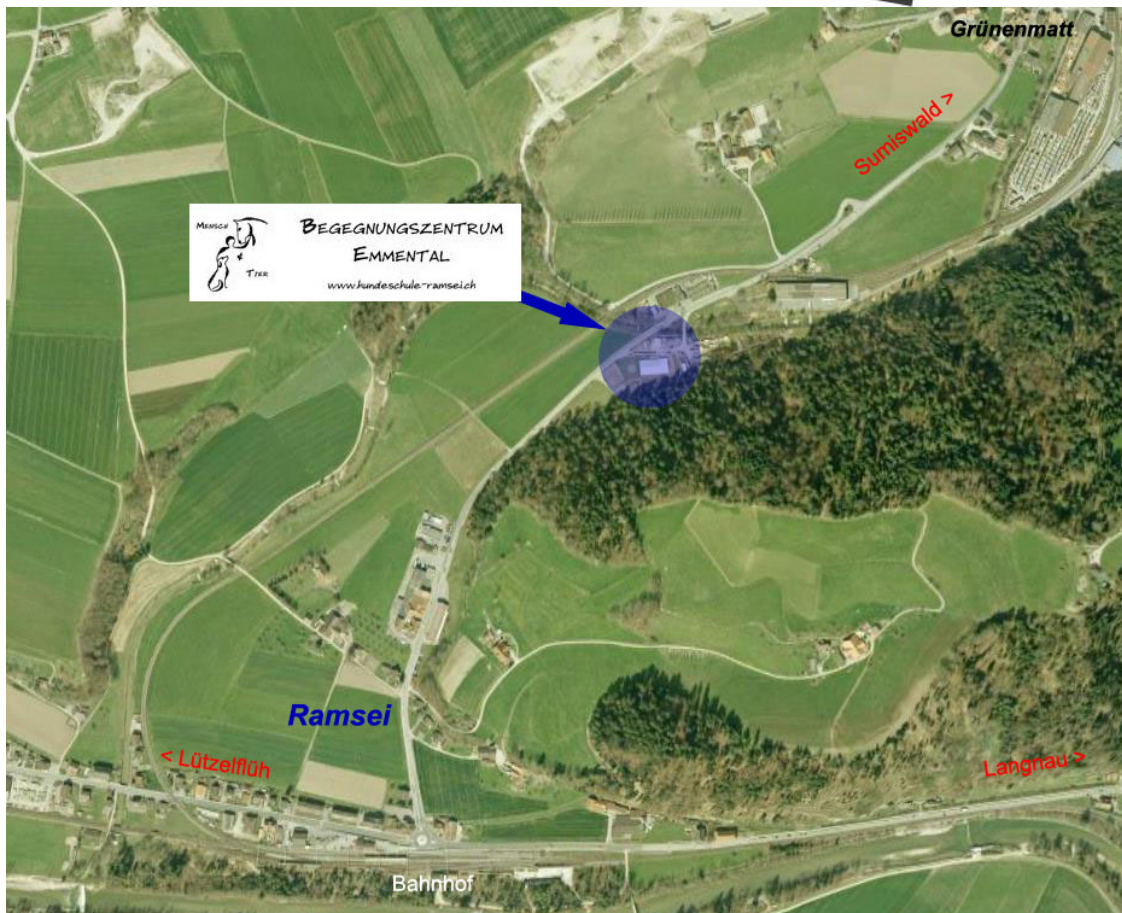 Grünenmatt
Sumiswald >
MENSCH
&
TIER
BEGEGNUNGSZENTRUM
EMMENTAL
www.hundeschule-ramsei.ch
Ramsei
< Lützelflüh
Langnau >
Bahnhof